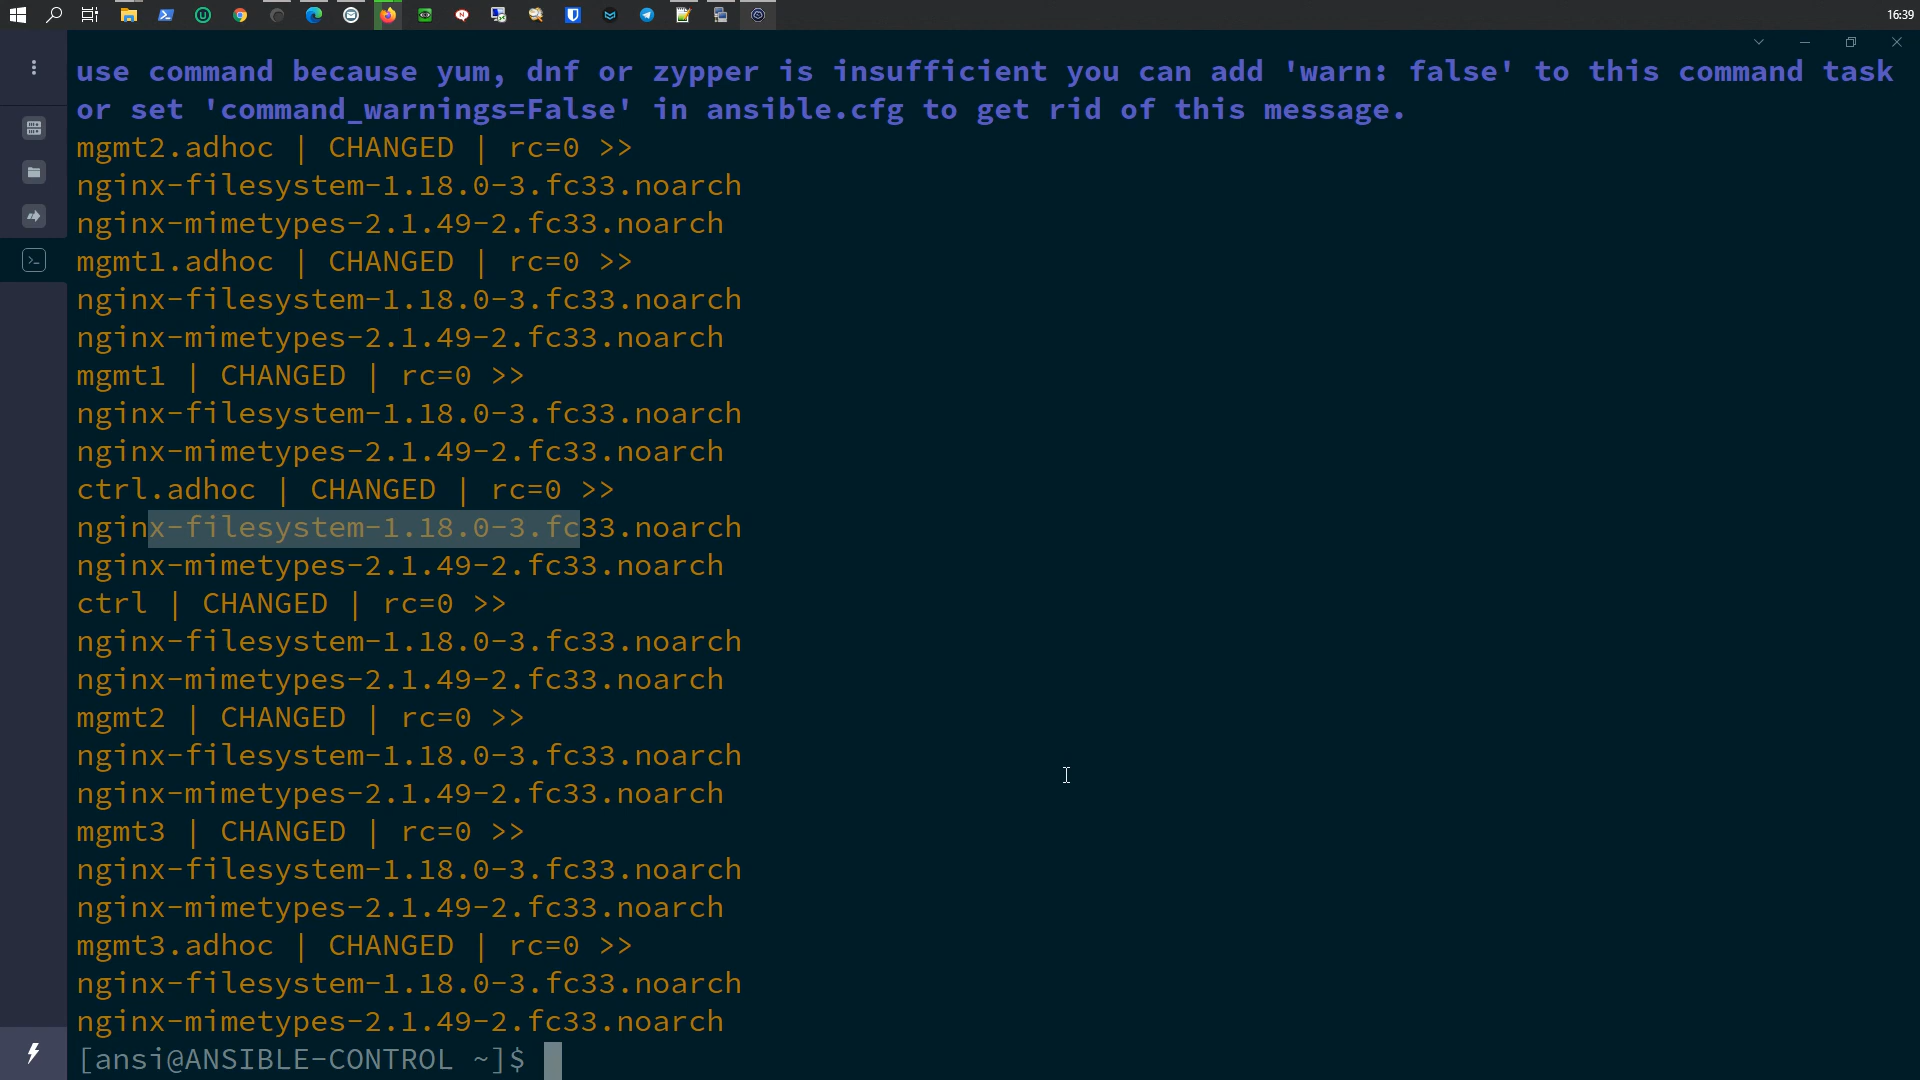 16:39
use command because yum, dnf or zypper is insufficient you can add 'warn: false' to this command task
or set 'command_warnings=False' in ansible.cfg to get rid of this message.
mgmt2.adhoc | CHANGED | rc=0 >>
nginx-filesystem-1.18.0-3.fc33.noarch
nginx-mimetypes-2.1.49-2.fc33.noarch
mgmt1.adhoc | CHANGED | rc=0 >>
nginx-filesystem-1.18.0-3.fc33.noarch
nginx-mimetypes-2.1.49-2.fc33.noarch
mgmt1 | CHANGED | rc=0 >>
nginx-filesystem-1.18.0-3.fc33.noarch
nginx-mimetypes-2.1.49-2.fc33.noarch
ctrl.adhoc | CHANGED | rc=0 >>
nginx-filesystem-1.18.0-3.fc33.noarch
nginx-mimetypes-2.1.49-2.fc33.noarch
ctrl | CHANGED | rc=0 >>
nginx-filesystem-1.18.0-3.fc33.noarch
nginx-mimetypes-2.1.49-2.fc33.noarch
mgmt2 | CHANGED | rc=0 >>
nginx-filesystem-1.18.0-3.fc33.noarch
nginx-mimetypes-2.1.49-2.fc33.noarch
mgmt3 | CHANGED | rc=0 >>
nginx-filesystem-1.18.0-3.fc33.noarch
nginx-mimetypes-2.1.49-2.fc33.noarch
mgmt3.adhoc | CHANGED | rc=0 >>
nginx-filesystem-1.18.0-3.fc33.noarch
nginx-mimetypes-2.1.49-2.fc33.noarch
[ansi@ANSIBLE-CONTROL ~]$